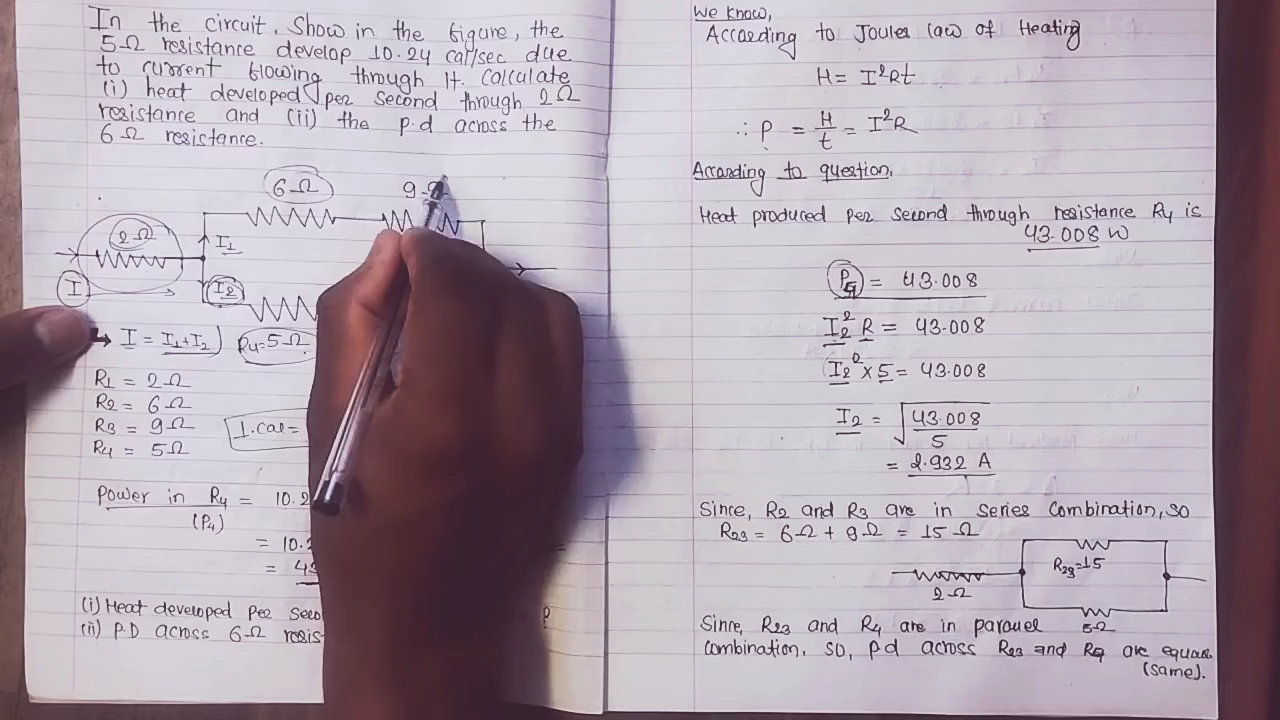 In the circuit. Show in the figure, the
5Ω resistance develop 10.24 cal/sec due
to current flowing through it. Calculate
(i) heat developed per second through 2Ω
resistance and (ii) the p.d across the
6Ω resistance.
6Ω
9Ω
2Ω
I₁
I
I₂
I = I₁+I₂
R4=5Ω
R1 = 2Ω
R2 = 6Ω
R3 = 9Ω
R4 = 5Ω
1.cal=
Power in R4 = 10.2
(P4)
= 10.
= 4
(i) Heat developed per seco
(ii) P.D across 6Ω resis-
?
We know,
According to Joules law of Heating
H = I²Rt
∴ P = H/t = I²R
According to question,
Heat produced per second through resistance R4 is
43.008 W
P4 = 43.008
I₂² R = 43.008
I₂² × 5 = 43.008
I₂ = √43.008/5
= 2.932 A
Since, R2 and R3 are in series combination, so
R23 = 6Ω + 9Ω = 15Ω
R23=15
2Ω
5Ω
Since, R23 and R4 are in parallel
combination. so, pd across R23 and R4 are equal
(same).